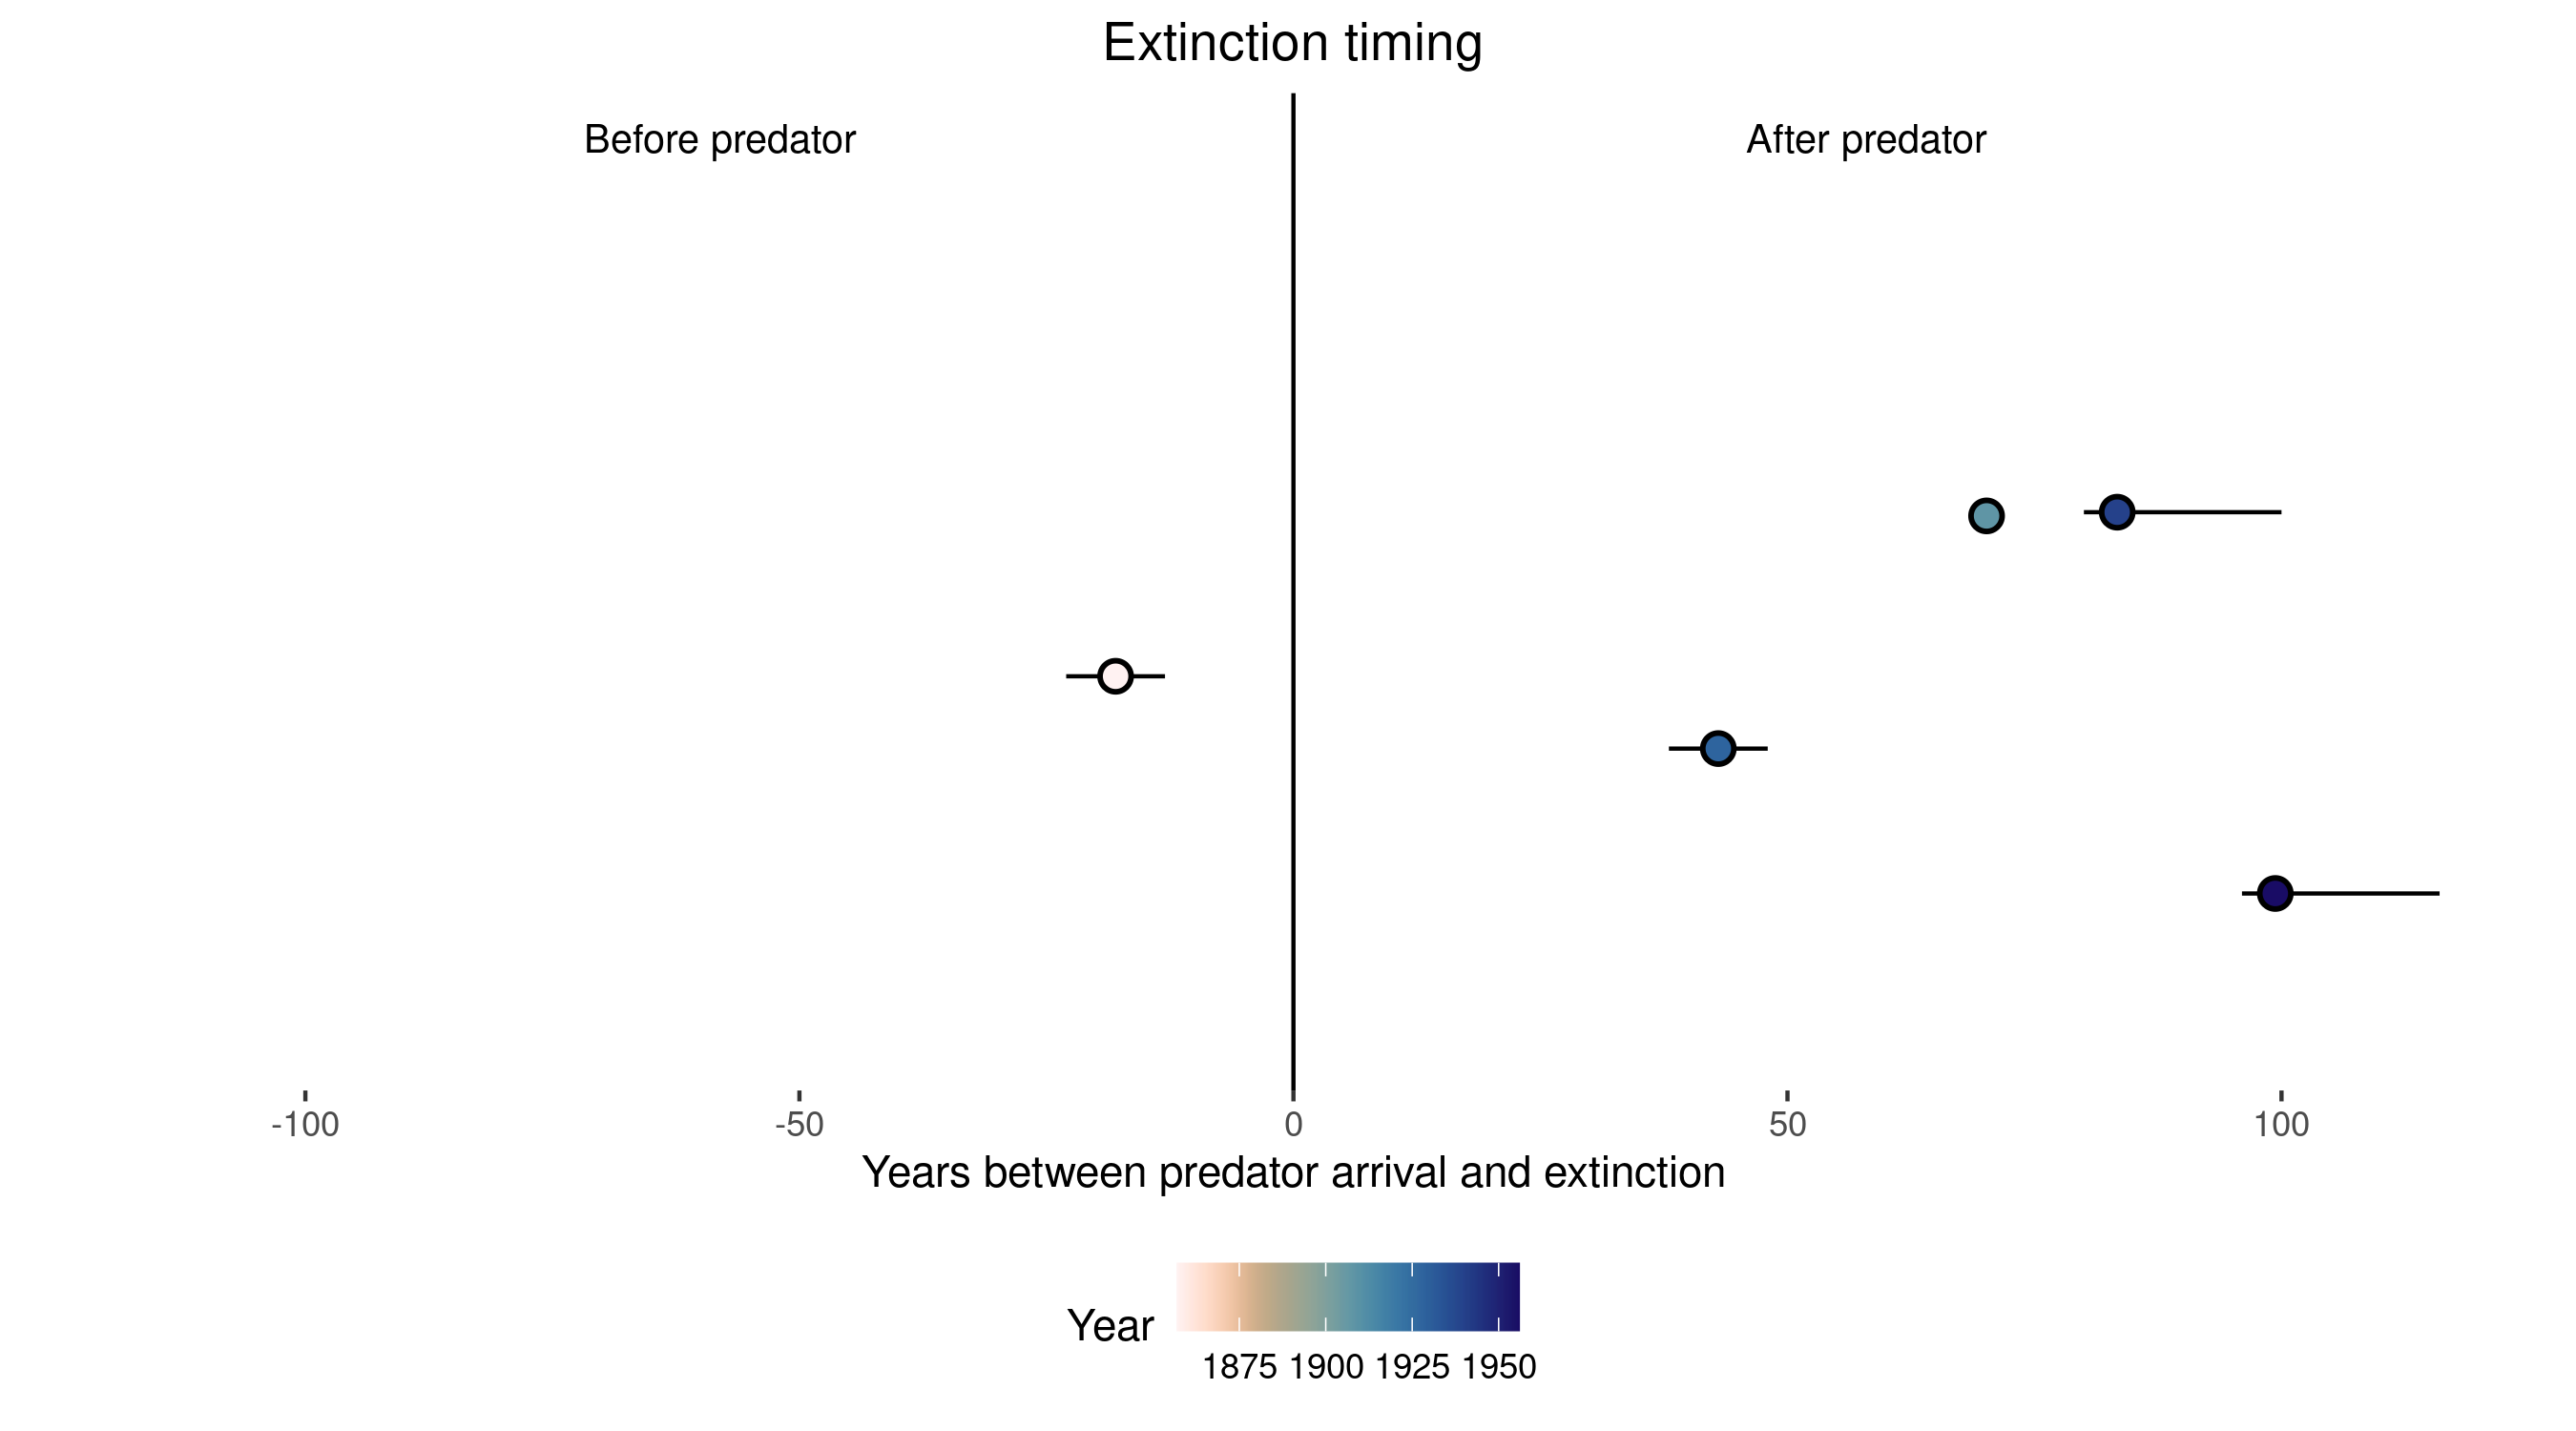 Extinction timing
Before predator
After predator
-100 -50 0 50 100
Years between predator arrival and extinction
Year
1875 1900 1925 1950